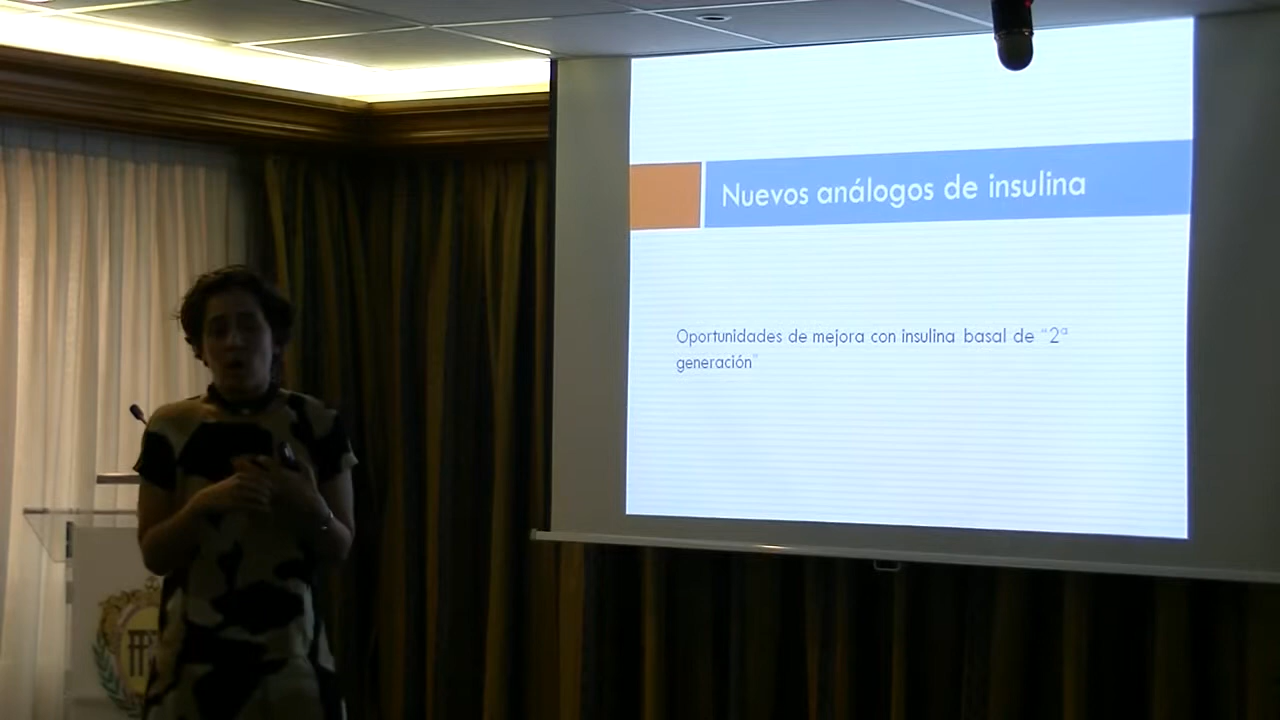 Nuevos análogos de insulina
Oportunidades de mejora con insulina basal de “2ª
generación”